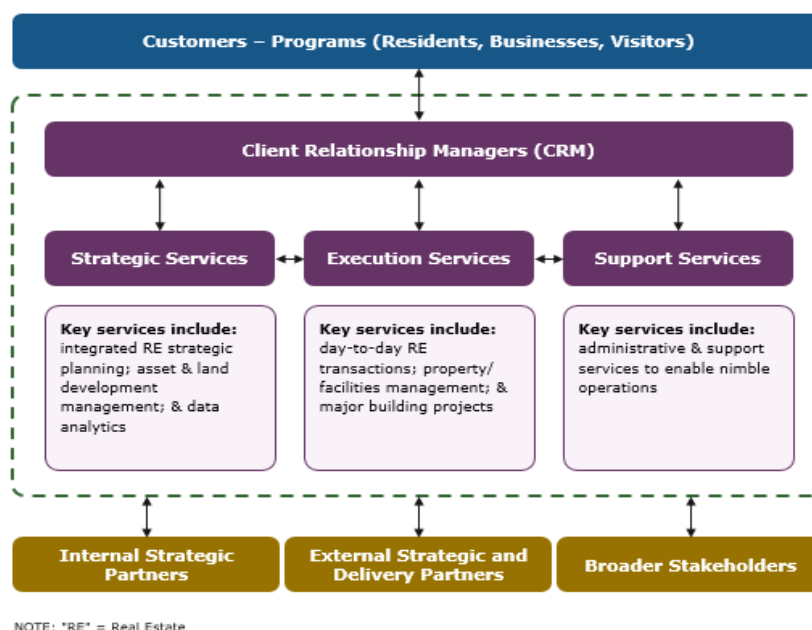 Customers – Programs (Residents, Businesses, Visitors)
Client Relationship Managers (CRM)
Strategic Services
Execution Services
Support Services
Key services include:
integrated RE strategic
planning; asset & land
development
management; & data
analytics
Key services include:
day-to-day RE
transactions; property/
facilities management; &
major building projects
Key services include:
administrative & support
services to enable nimble
operations
Internal Strategic
Partners
External Strategic and
Delivery Partners
Broader Stakeholders
NOTE: "RE" = Real Estate